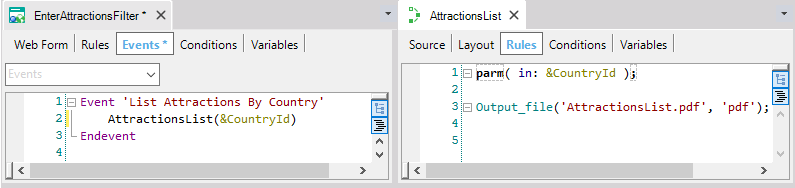 EnterAttractionsFilter *
Web Form
Rules
Events *
Conditions
Variables
Events
1 Event 'List Attractions By Country'
2 AttractionsList(&CountryId)
3 Endevent
4
AttractionsList
Source
Layout
Rules
Conditions
Variables
1 parm( in: &CountryId );
2
3 Output_file('AttractionsList.pdf', 'pdf');
4
5